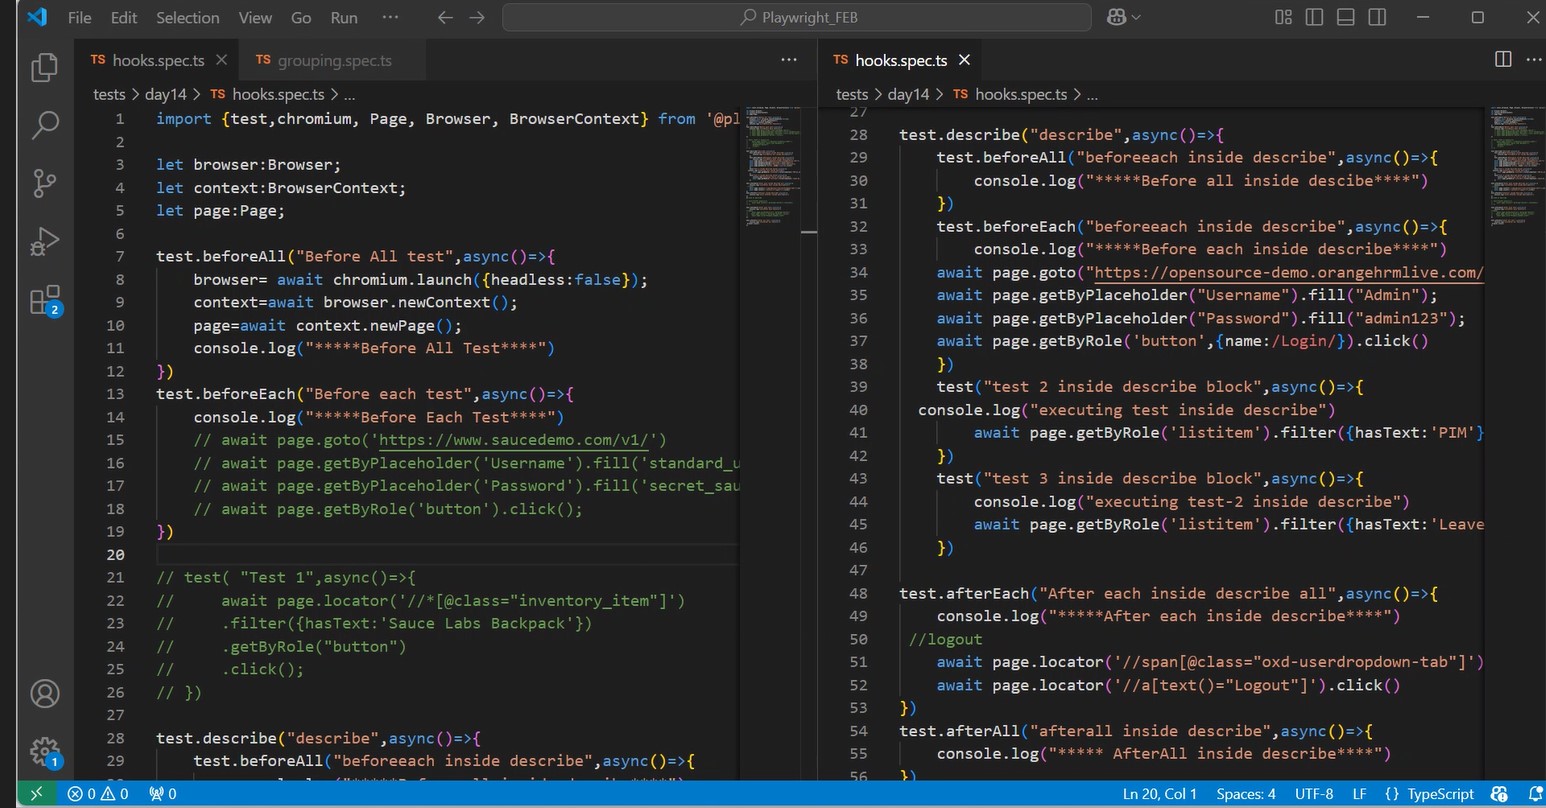 File Edit Selection View Go Run ··· Playwright_FEB
TS hooks.spec.ts TS grouping.spec.ts
tests > day14 > TS hooks.spec.ts > ...
1 import {test,chromium, Page, Browser, BrowserContext} from '@pl
2
3 let browser:Browser;
4 let context:BrowserContext;
5 let page:Page;
6
7 test.beforeAll("Before All test",async()=>{
8 browser= await chromium.launch({headless:false});
9 context=await browser.newContext();
10 page=await context.newPage();
11 console.log("*****Before All Test****")
12 })
13 test.beforeEach("Before each test",async()=>{
14 console.log("*****Before Each Test****")
15 // await page.goto('https://www.saucedemo.com/v1/')
16 // await page.getByPlaceholder('Username').fill('standard_u
17 // await page.getByPlaceholder('Password').fill('secret_sau
18 // await page.getByRole('button').click();
19 })
20
21 // test( "Test 1",async()=>{
22 // await page.locator('//*[@class="inventory_item"]')
23 // .filter({hasText:'Sauce Labs Backpack'})
24 // .getByRole("button")
25 // .click();
26 // })
27
28 test.describe("describe",async()=>{
29 test.beforeAll("beforeeach inside describe",async()=>{
TS hooks.spec.ts
tests > day14 > TS hooks.spec.ts > ...
27
28 test.describe("describe",async()=>{
29 test.beforeAll("beforeeach inside describe",async()=>{
30 console.log("*****Before all inside descibe****")
31 })
32 test.beforeEach("beforeeach inside describe",async()=>{
33 console.log("*****Before each inside describe****")
34 await page.goto("https://opensource-demo.orangehrmlive.com/
35 await page.getByPlaceholder("Username").fill("Admin");
36 await page.getByPlaceholder("Password").fill("admin123");
37 await page.getByRole('button',{name:/Login/}).click()
38 })
39 test("test 2 inside describe block",async()=>{
40 console.log("executing test inside describe")
41 await page.getByRole('listitem').filter({hasText:'PIM'}
42 })
43 test("test 3 inside describe block",async()=>{
44 console.log("executing test-2 inside describe")
45 await page.getByRole('listitem').filter({hasText:'Leave
46 })
47
48 test.afterEach("After each inside describe all",async()=>{
49 console.log("*****After each inside describe****")
50 //logout
51 await page.locator('//span[@class="oxd-userdropdown-tab"]')
52 await page.locator('//a[text()="Logout"]').click()
53 })
54 test.afterAll("afterall inside describe",async()=>{
55 console.log("***** AfterAll inside describe****")
56 })
2
1
0 0 0 Ln 20, Col 1 Spaces: 4 UTF-8 LF {} TypeScript